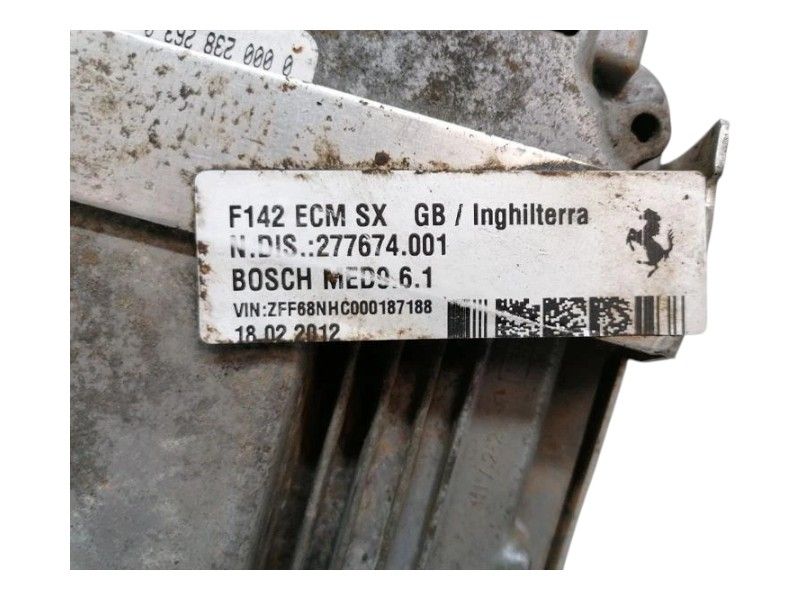 0 000 238 263
F142 ECM SX GB / Inghilterra
N.DIS.:277674.001
BOSCH MED9.6.1
VIN:ZFF68NHC000187188
18.02.2012